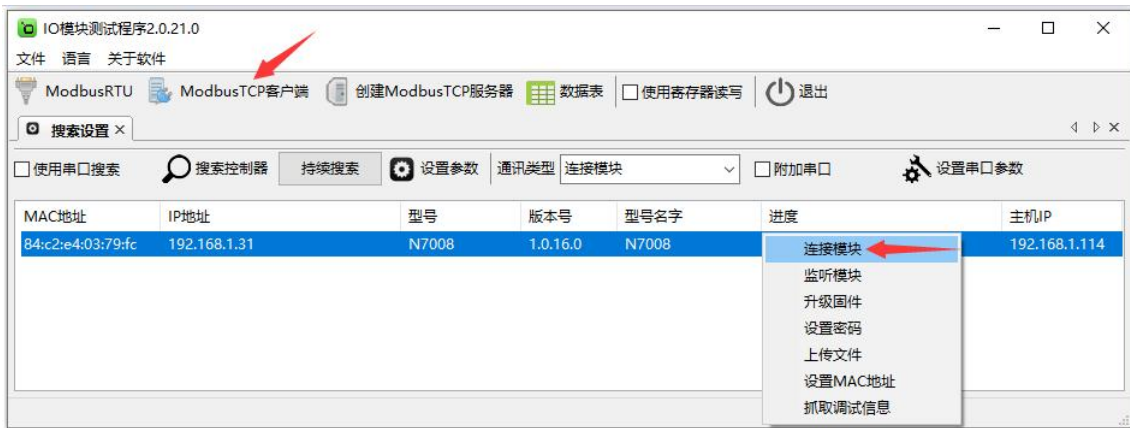 IO模块测试程序2.0.21.0
文件 语言 关于软件
ModbusRTU ModbusTCP客户端 创建ModbusTCP服务器 数据表 使用寄存器读写 退出
搜索设置
使用串口搜索 搜索控制器 持续搜索 设置参数 通讯类型 连接模块 附加串口 设置串口参数
MAC地址 IP地址 型号 版本号 型号名字 进度 主机IP
84:c2:e4:03:79:fc 192.168.1.31 N7008 1.0.16.0 N7008 192.168.1.114
连接模块
监听模块
升级固件
设置密码
上传文件
设置MAC地址
抓取调试信息